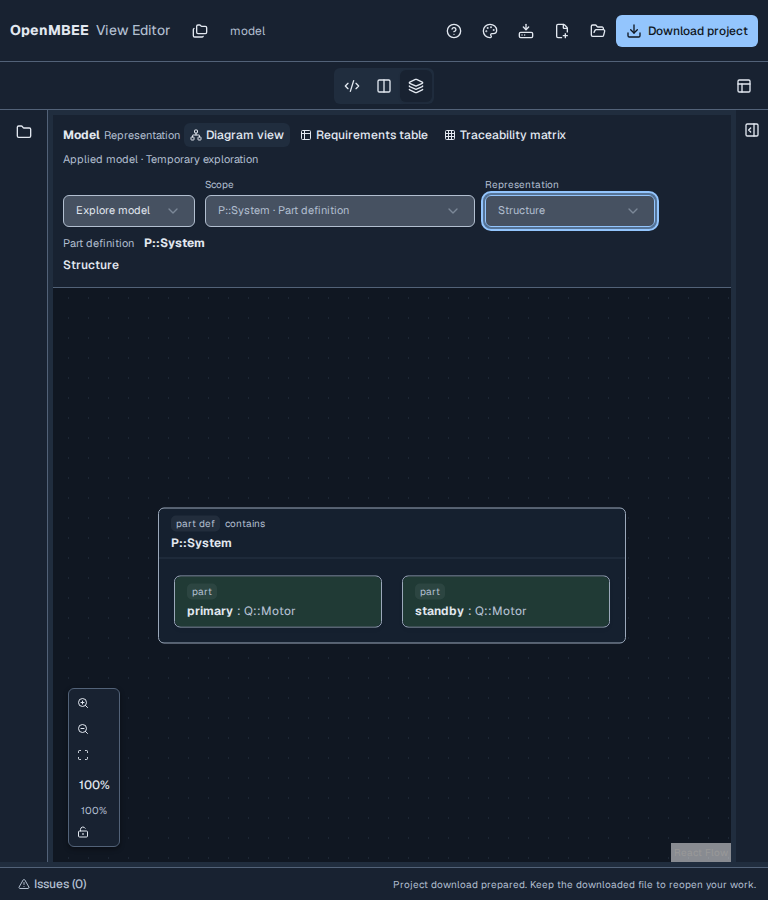 OpenMBEE View Editor model Download project
Model Representation Diagram view Requirements table Traceability matrix
Applied model · Temporary exploration
Scope Representation
Explore model P::System · Part definition Structure
Part definition P::System
Structure
part def contains
P::System
part part
primary : Q::Motor standby : Q::Motor
100%
100%
React Flow
Issues (0) Project download prepared. Keep the downloaded file to reopen your work.